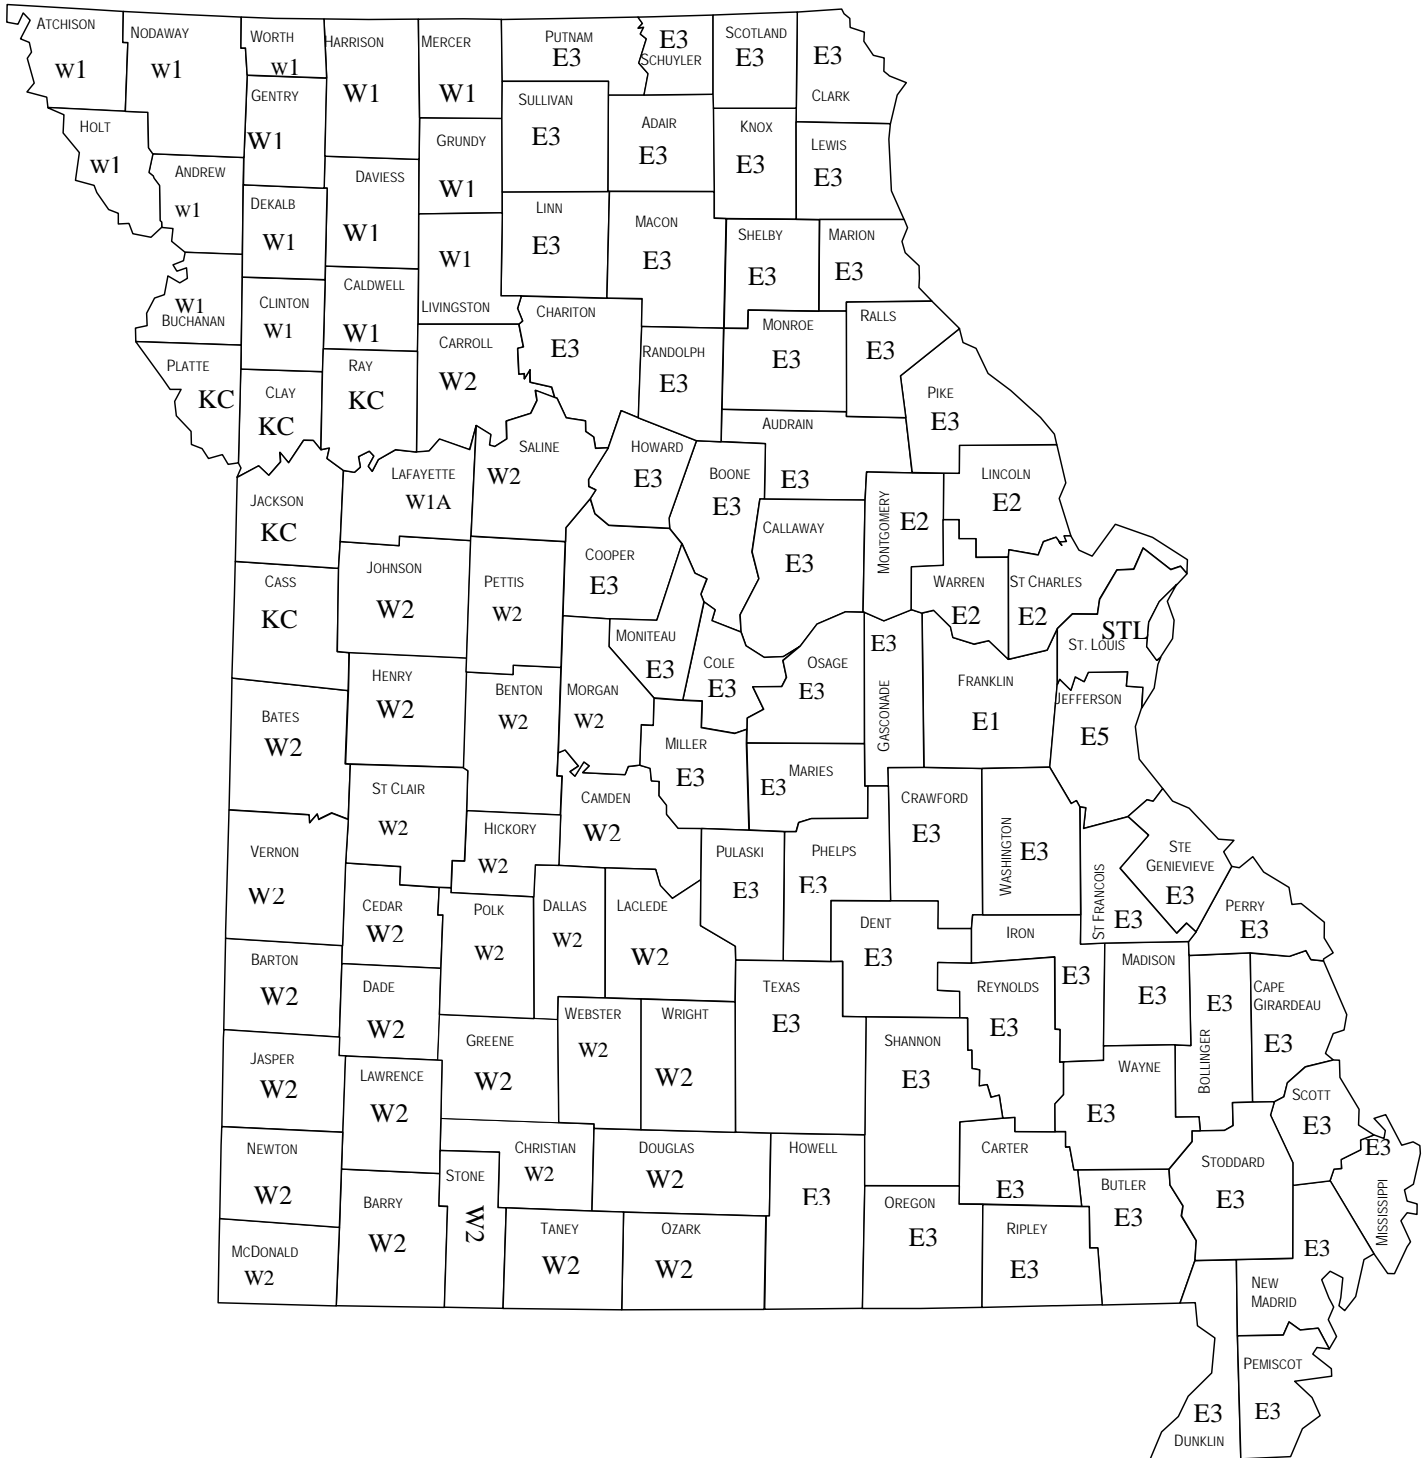 ATCHISON
w1
NODAWAY
w1
WORTH
w1
HARRISON
W1
MERCER
W1
PUTNAM
E3
E3
SCHUYLER
SCOTLAND
E3
E3
CLARK
HOLT
w1
GENTRY
W1
SULLIVAN
E3
ADAIR
E3
KNOX
E3
LEWIS
E3
GRUNDY
W1
ANDREW
w1
DEKALB
W1
DAVIESS
W1
LINN
E3
MACON
E3
SHELBY
E3
MARION
E3
W1
LIVINGSTON
W1
BUCHANAN
CLINTON
W1
CALDWELL
W1
CHARITON
E3
MONROE
E3
RALLS
E3
PLATTE
KC
CLAY
KC
RAY
KC
CARROLL
W2
RANDOLPH
E3
PIKE
E3
AUDRAIN
E3
SALINE
W2
HOWARD
E3
BOONE
E3
LAFAYETTE
W1A
JACKSON
KC
CALLAWAY
E3
MONTGOMERY
E2
LINCOLN
E2
COOPER
E3
CASS
KC
JOHNSON
W2
PETTIS
W2
WARREN
E2
ST CHARLES
E2
STL
ST. LOUIS
MONITEAU
E3
COLE
E3
OSAGE
E3
E3
GASCONADE
FRANKLIN
E1
JEFFERSON
E5
HENRY
W2
BENTON
W2
MORGAN
W2
BATES
W2
MILLER
E3
MARIES
E3
ST CLAIR
W2
CAMDEN
W2
CRAWFORD
E3
WASHINGTON
E3
HICKORY
W2
VERNON
W2
PULASKI
E3
PHELPS
E3
STE
GENIEVIEVE
E3
ST FRANCOIS
E3
CEDAR
W2
POLK
W2
DALLAS
W2
LACLEDE
W2
DENT
E3
IRON
E3
PERRY
E3
BARTON
W2
DADE
W2
TEXAS
E3
REYNOLDS
E3
MADISON
E3
E3
BOLLINGER
CAPE
GIRARDEAU
E3
GREENE
W2
WEBSTER
W2
WRIGHT
W2
SHANNON
E3
JASPER
W2
LAWRENCE
W2
WAYNE
E3
SCOTT
E3
NEWTON
W2
CHRISTIAN
W2
DOUGLAS
W2
HOWELL
E3
CARTER
E3
STODDARD
E3
E3
MISSISSIPPI
STONE
W2
BARRY
W2
BUTLER
E3
OREGON
E3
MCDONALD
W2
TANEY
W2
OZARK
W2
RIPLEY
E3
E3
NEW
MADRID
PEMISCOT
E3
E3
DUNKLIN